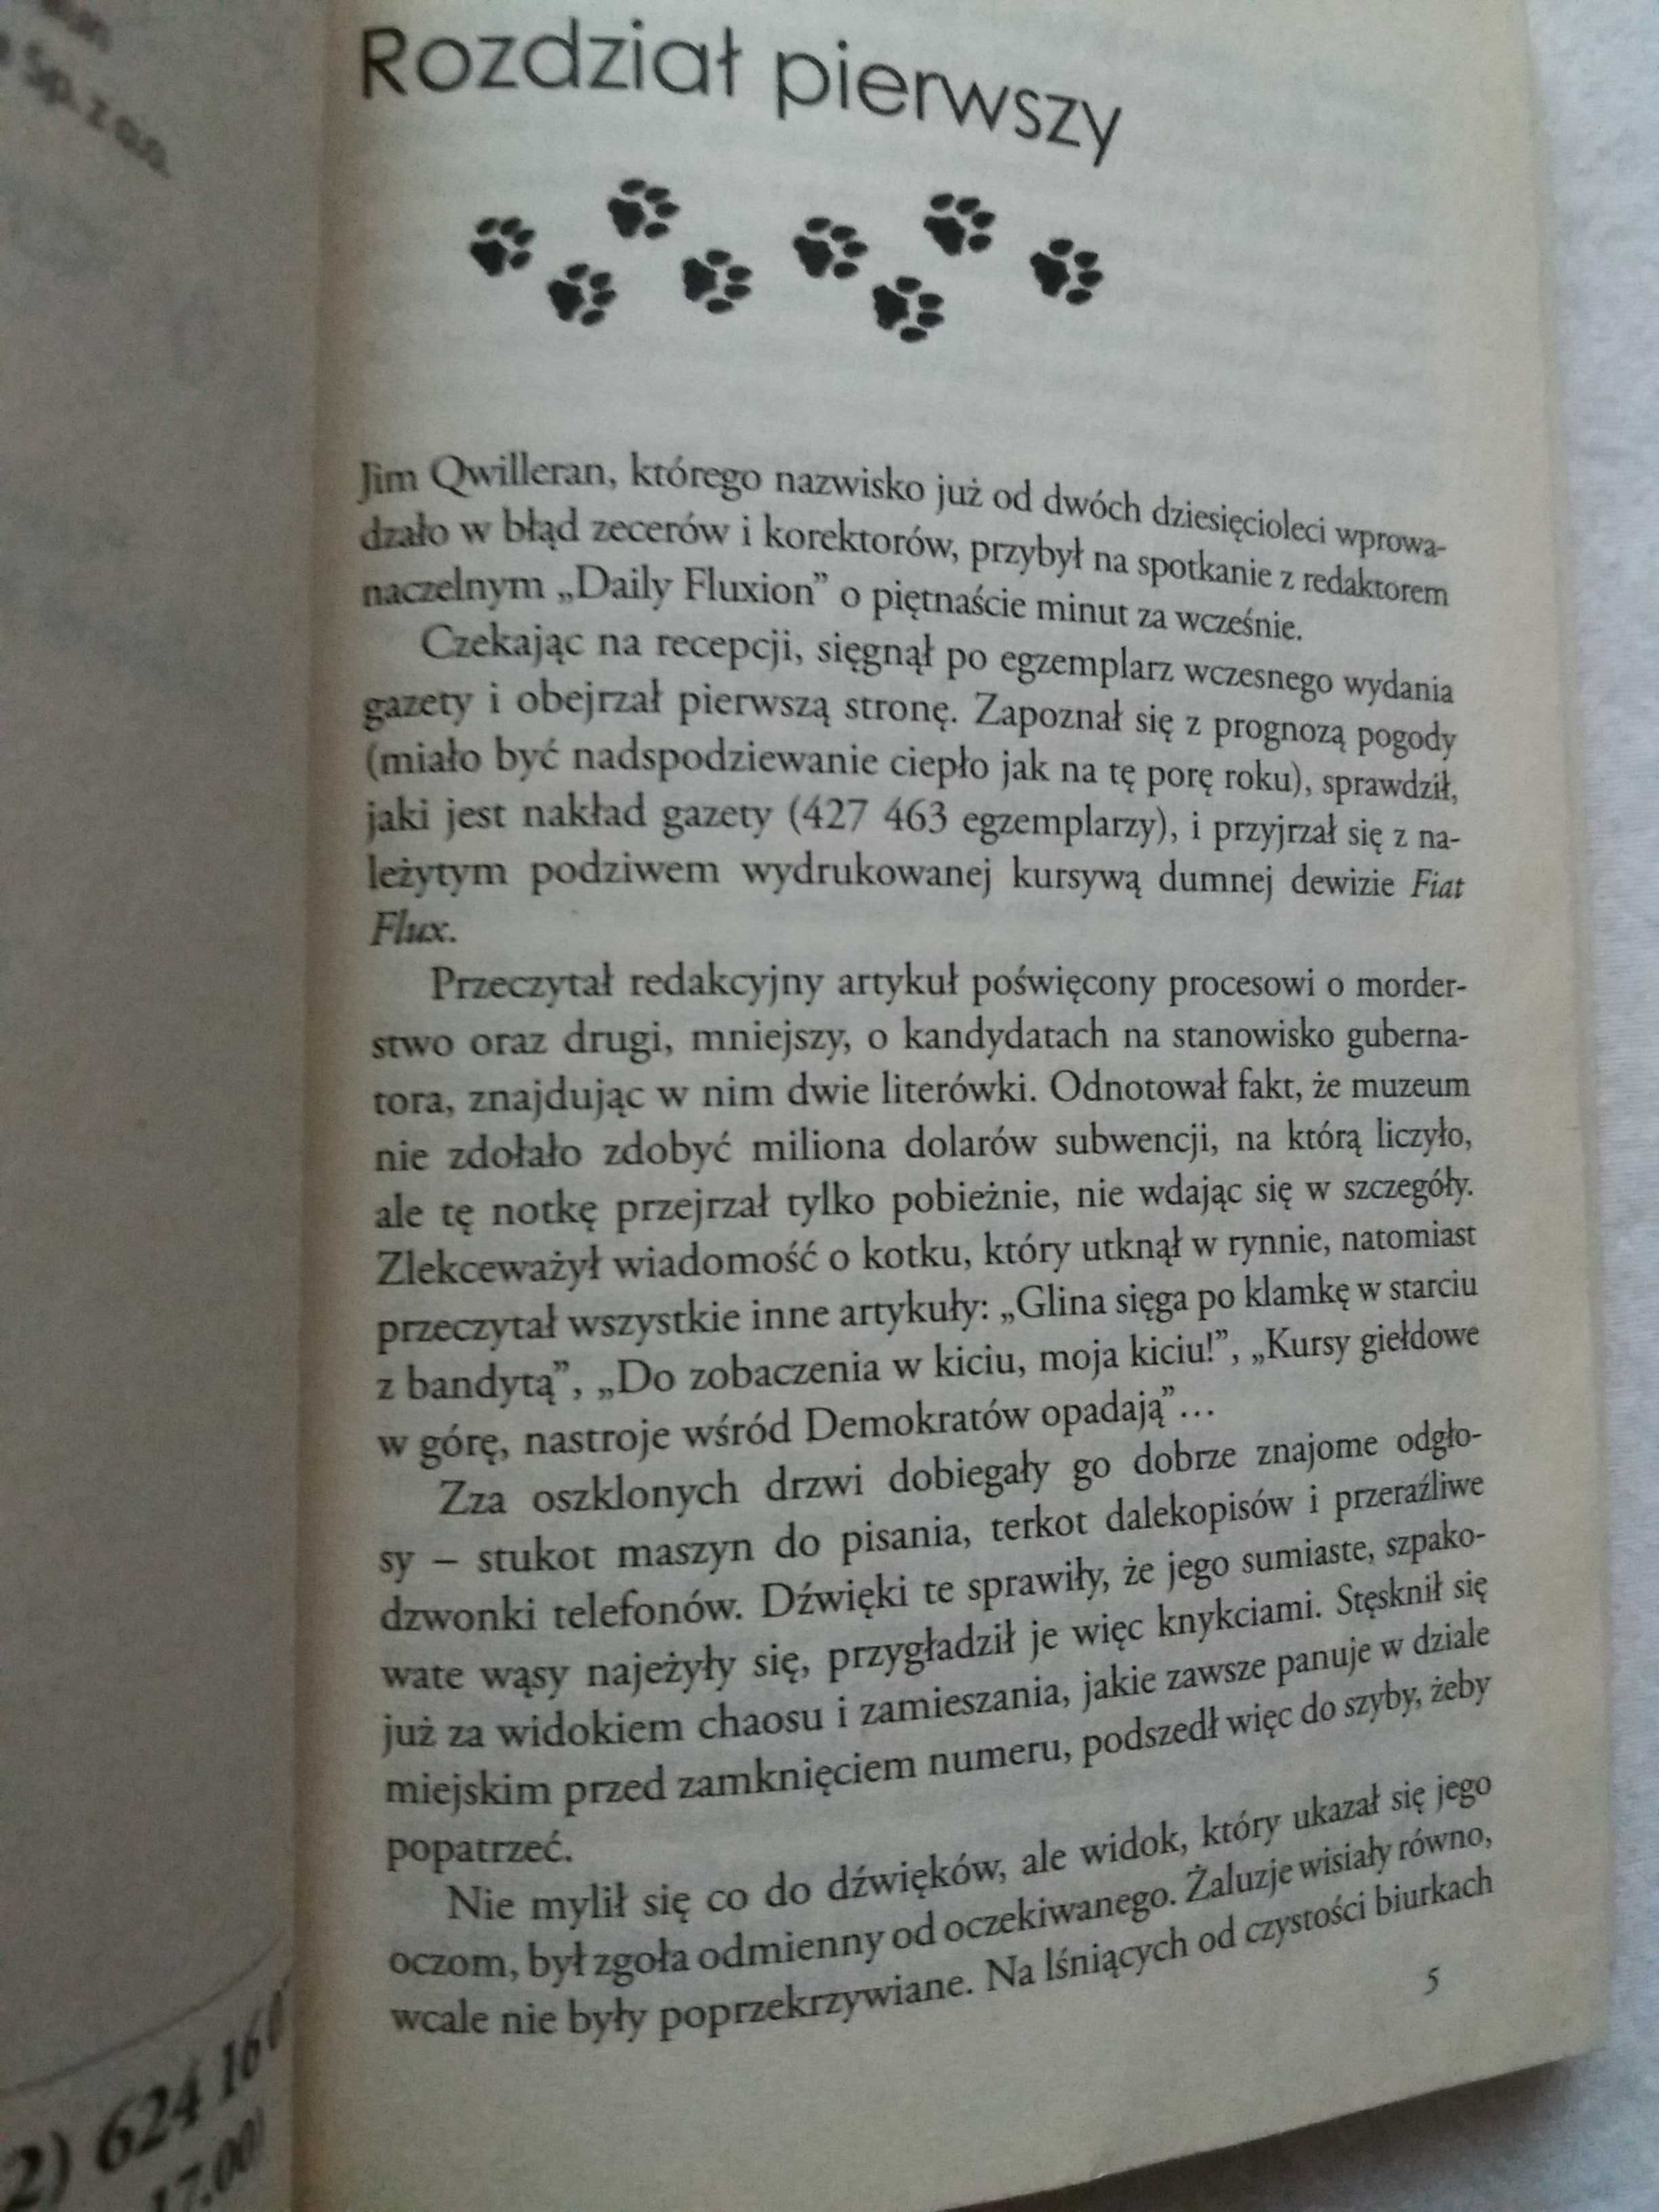 Sp. z o.o.
2) 624 16 0
17.00)
Rozdział pierwszy
Jim Qwilleran, którego nazwisko już od dwóch dziesięcioleci wprowa-
dzało w błąd zecerów i korektorów, przybył na spotkanie z redaktorem
naczelnym „Daily Fluxion” o piętnaście minut za wcześnie.
Czekając na recepcji, sięgnął po egzemplarz wczesnego wydania
gazety i obejrzał pierwszą stronę. Zapoznał się z prognozą pogody
(miało być nadspodziewanie ciepło jak na tę porę roku), sprawdził,
jaki jest nakład gazety (427 463 egzemplarzy), i przyjrzał się z na-
leżytym podziwem wydrukowanej kursywą dumnej dewizie Fiat
Flux.
Przeczytał redakcyjny artykuł poświęcony procesowi o morder-
stwo oraz drugi, mniejszy, o kandydatach na stanowisko guberna-
tora, znajdując w nim dwie literówki. Odnotował fakt, że muzeum
nie zdołało zdobyć miliona dolarów subwencji, na którą liczyło,
ale tę notkę przejrzał tylko pobieżnie, nie wdając się w szczegóły.
Zlekceważył wiadomość o kotku, który utknął w rynnie, natomiast
przeczytał wszystkie inne artykuły: „Glina sięga po klamkę w starciu
z bandytą”, „Do zobaczenia w kiciu, moja kiciu!”, „Kursy giełdowe
w górę, nastroje wśród Demokratów opadają”...
Zza oszklonych drzwi dobiegały go dobrze znajome odgło-
sy – stukot maszyn do pisania, terkot dalekopisów i przeraźliwe
dzwonki telefonów. Dźwięki te sprawiły, że jego sumiaste, szpako-
wate wąsy najeżyły się, przygładził je więc knykciami. Stęsknił się
już za widokiem chaosu i zamieszania, jakie zawsze panuje w dziale
miejskim przed zamknięciem numeru, podszedł więc do szyby, żeby
popatrzeć.
Nie mylił się co do dźwięków, ale widok, który ukazał się jego
oczom, był zgoła odmienny od oczekiwanego. Żaluzje wisiały równo,
wcale nie były poprzekrzywiane. Na lśniących od czystości biurkach
5